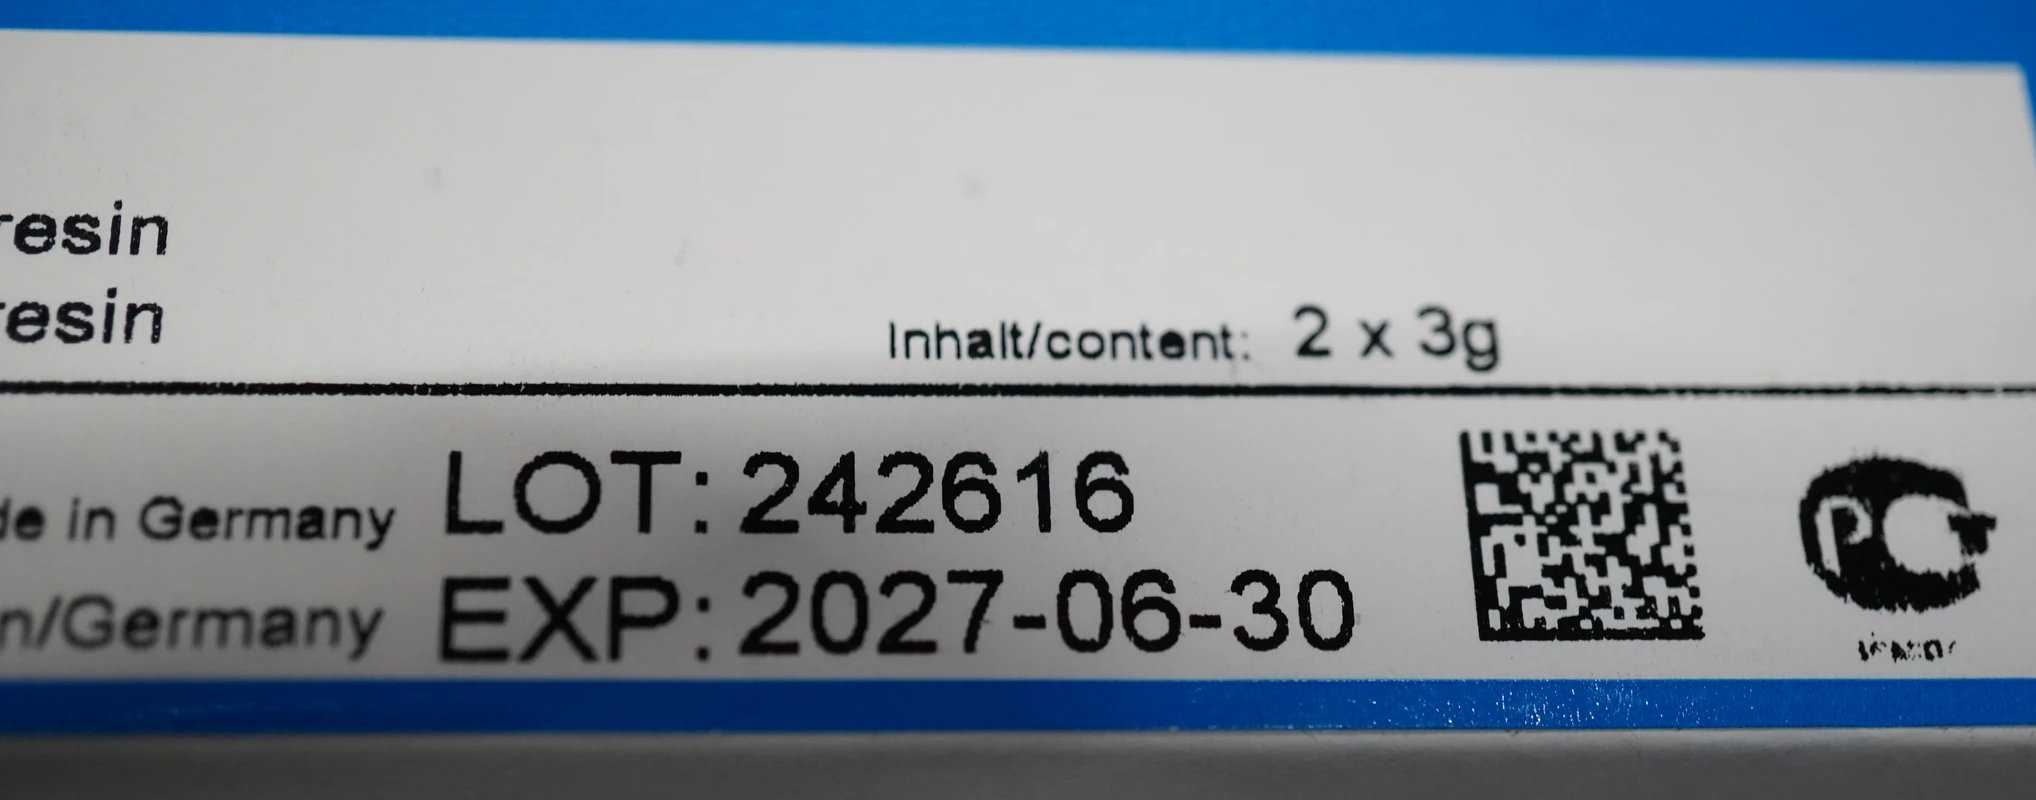 resin
resin
Inhalt/content: 2 x 3g
de in Germany
LOT: 242616
n/Germany
EXP: 2027-06-30